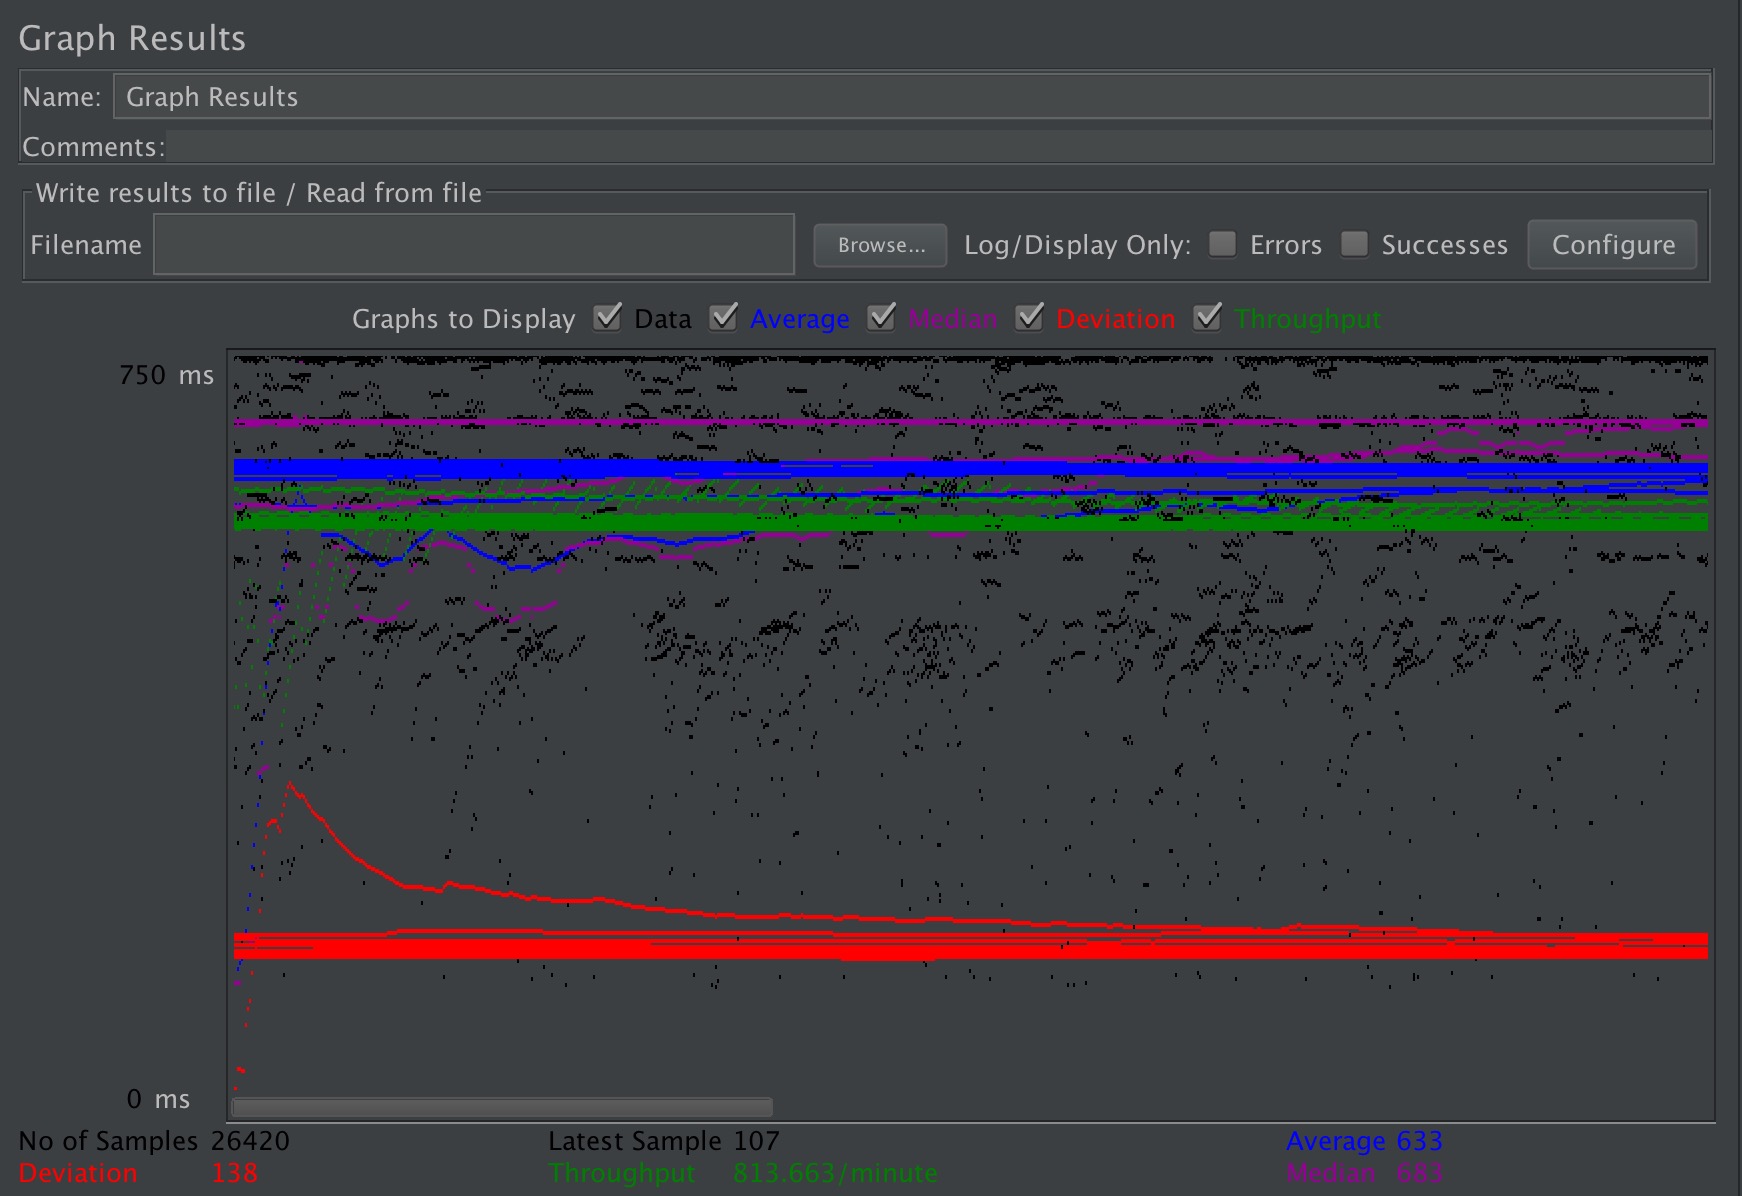 Graph Results
Name: Graph Results
Comments:
Write results to file / Read from file
Filename Browse... Log/Display Only: Errors Successes Configure
Graphs to Display Data Average Median Deviation Throughput
750 ms
0 ms
No of Samples 26420 Latest Sample 107 Average 633
Deviation 138 Throughput 813.663/minute Median 683